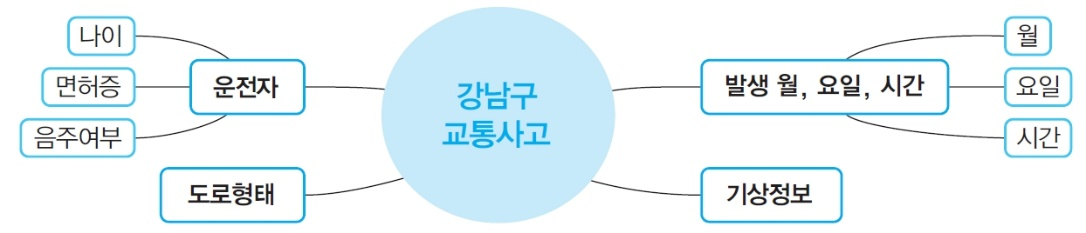 나이
면허증
음주여부
운전자
도로형태
강남구
교통사고
발생 월, 요일, 시간
월
요일
시간
기상정보